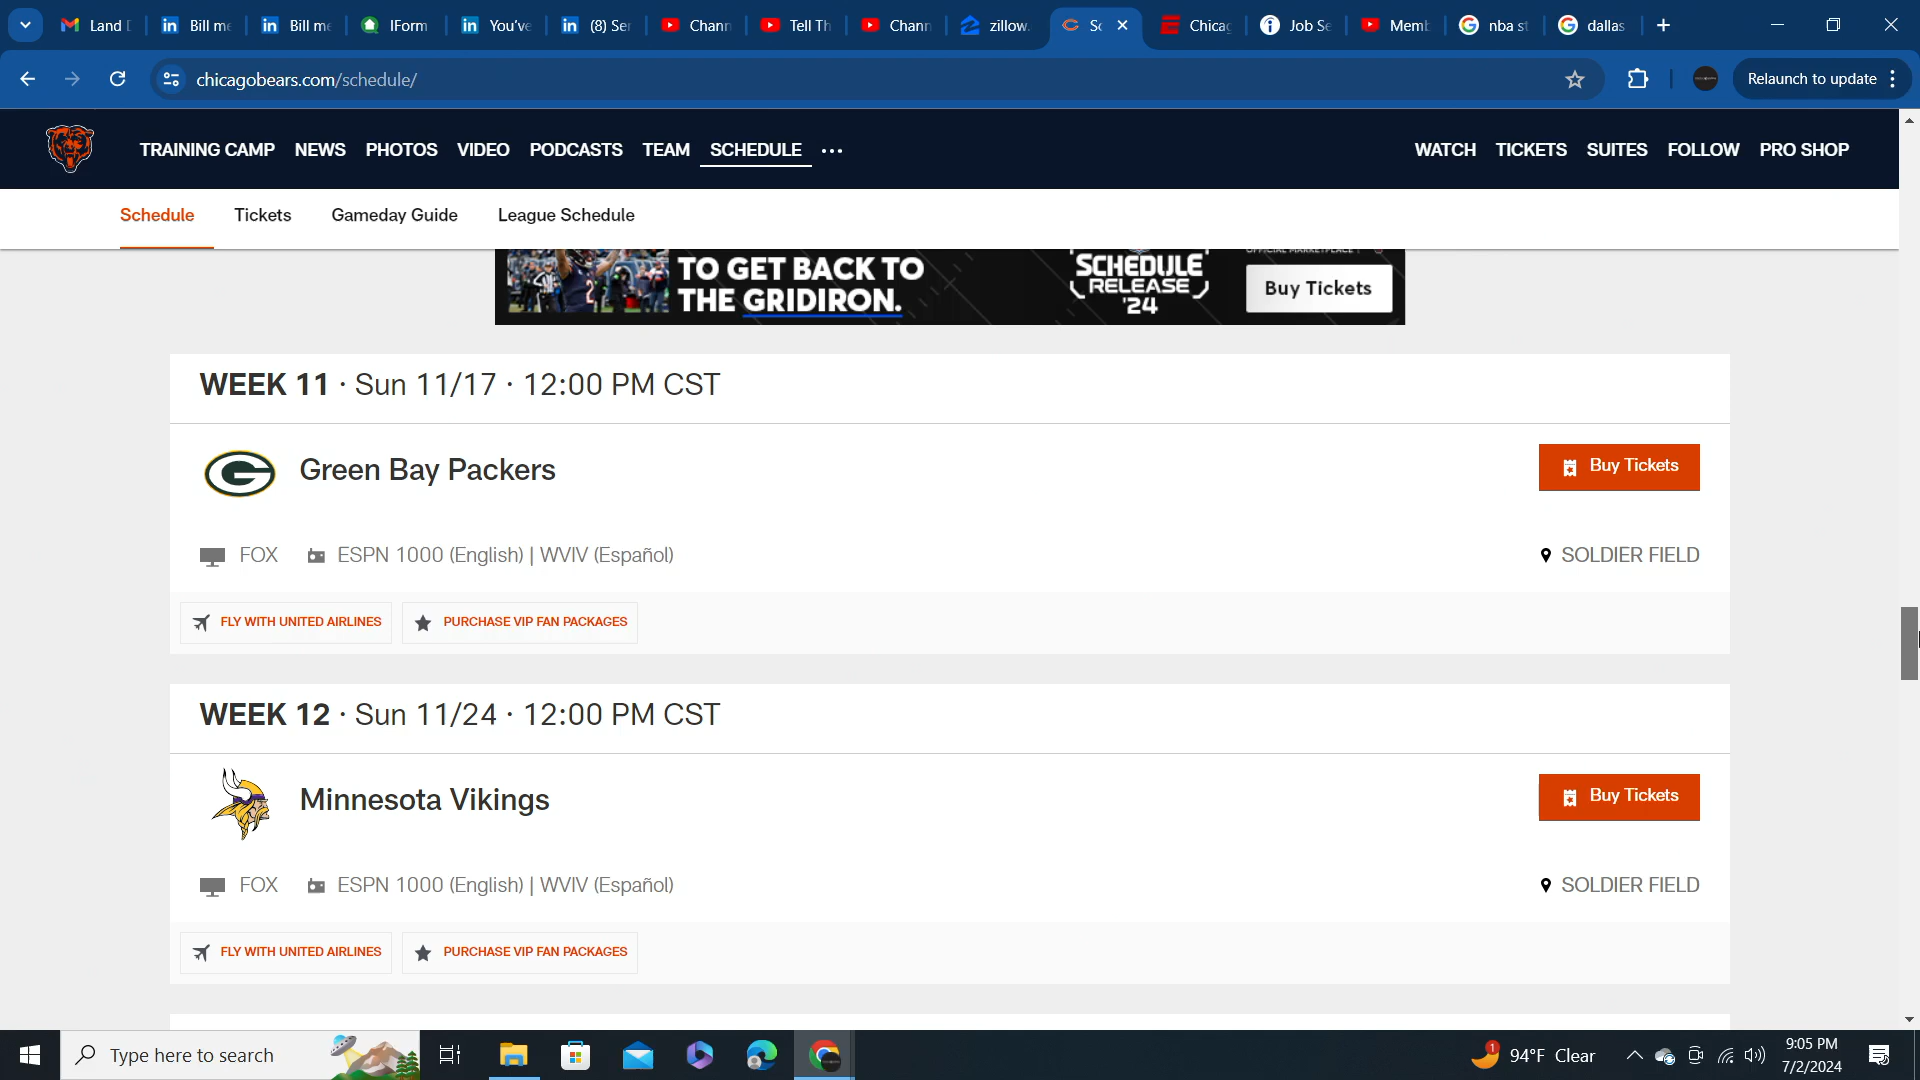 Land D
Bill me
Bill me
IForm
You've
(8) Ser
Chann
Tell Th
Chann
zillow.
Sc
Chicag
Job Se
Memb
nba st
dallas
chicagobears.com/schedule/
Relaunch to update
TRAINING CAMP NEWS PHOTOS VIDEO PODCASTS TEAM SCHEDULE ••• WATCH TICKETS SUITES FOLLOW PRO SHOP
Schedule Tickets Gameday Guide League Schedule
TO GET BACK TO
THE GRIDIRON.
SCHEDULE
RELEASE
'24
Buy Tickets
WEEK 11 · Sun 11/17 · 12:00 PM CST
Green Bay Packers
Buy Tickets
FOX ESPN 1000 (English) | WVIV (Español)
SOLDIER FIELD
FLY WITH UNITED AIRLINES
PURCHASE VIP FAN PACKAGES
WEEK 12 · Sun 11/24 · 12:00 PM CST
Minnesota Vikings
Buy Tickets
FOX ESPN 1000 (English) | WVIV (Español)
SOLDIER FIELD
FLY WITH UNITED AIRLINES
PURCHASE VIP FAN PACKAGES
Type here to search
1
94°F Clear
9:05 PM
7/2/2024